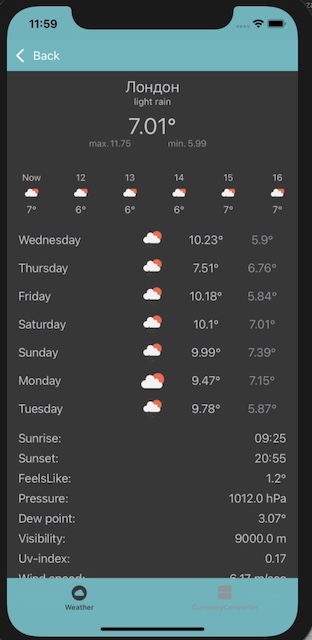 11:59
Back
Лондон
light rain
7.01°
max. 11.75 min. 5.99
Now 12 13 14 15 16
7° 6° 6° 6° 7° 7°
Wednesday 10.23° 5.9°
Thursday 7.51° 6.76°
Friday 10.18° 5.84°
Saturday 10.1° 7.01°
Sunday 9.99° 7.39°
Monday 9.47° 7.15°
Tuesday 9.78° 5.87°
Sunrise: 09:25
Sunset: 20:55
FeelsLike: 1.2°
Pressure: 1012.0 hPa
Dew point: 3.07°
Visibility: 9000.0 m
Uv-index: 0.17
Wind speed: 6.17 m/sec
Weather